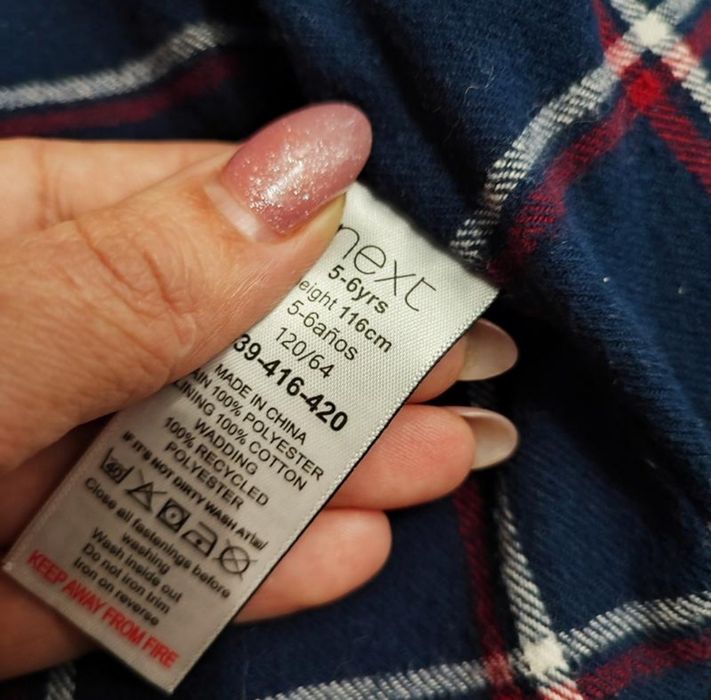 next
5-6yrs
eight 116cm
5-6años
120/64
39-416-420
MADE IN CHINA
AIN 100% POLYESTER
LINING 100% COTTON
WADDING
100% RECYCLED
POLYESTER
IF IT'S NOT DIRTY WASH AT
Close all fastenings before
washing
Wash inside out
Do not iron trim
Iron on reverse
KEEP AWAY FROM FIRE